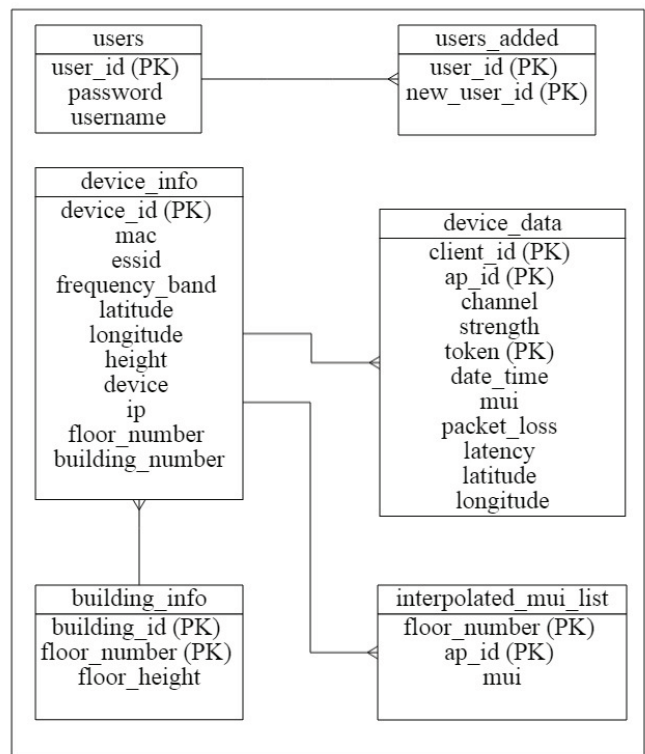 users
user_id (PK)
password
username
users_added
user_id (PK)
new_user_id (PK)
device_info
device_id (PK)
mac
essid
frequency_band
latitude
longitude
height
device
ip
floor_number
building_number
device_data
client_id (PK)
ap_id (PK)
channel
strength
token (PK)
date_time
mui
packet_loss
latency
latitude
longitude
building_info
building_id (PK)
floor_number (PK)
floor_height
interpolated_mui_list
floor_number (PK)
ap_id (PK)
mui